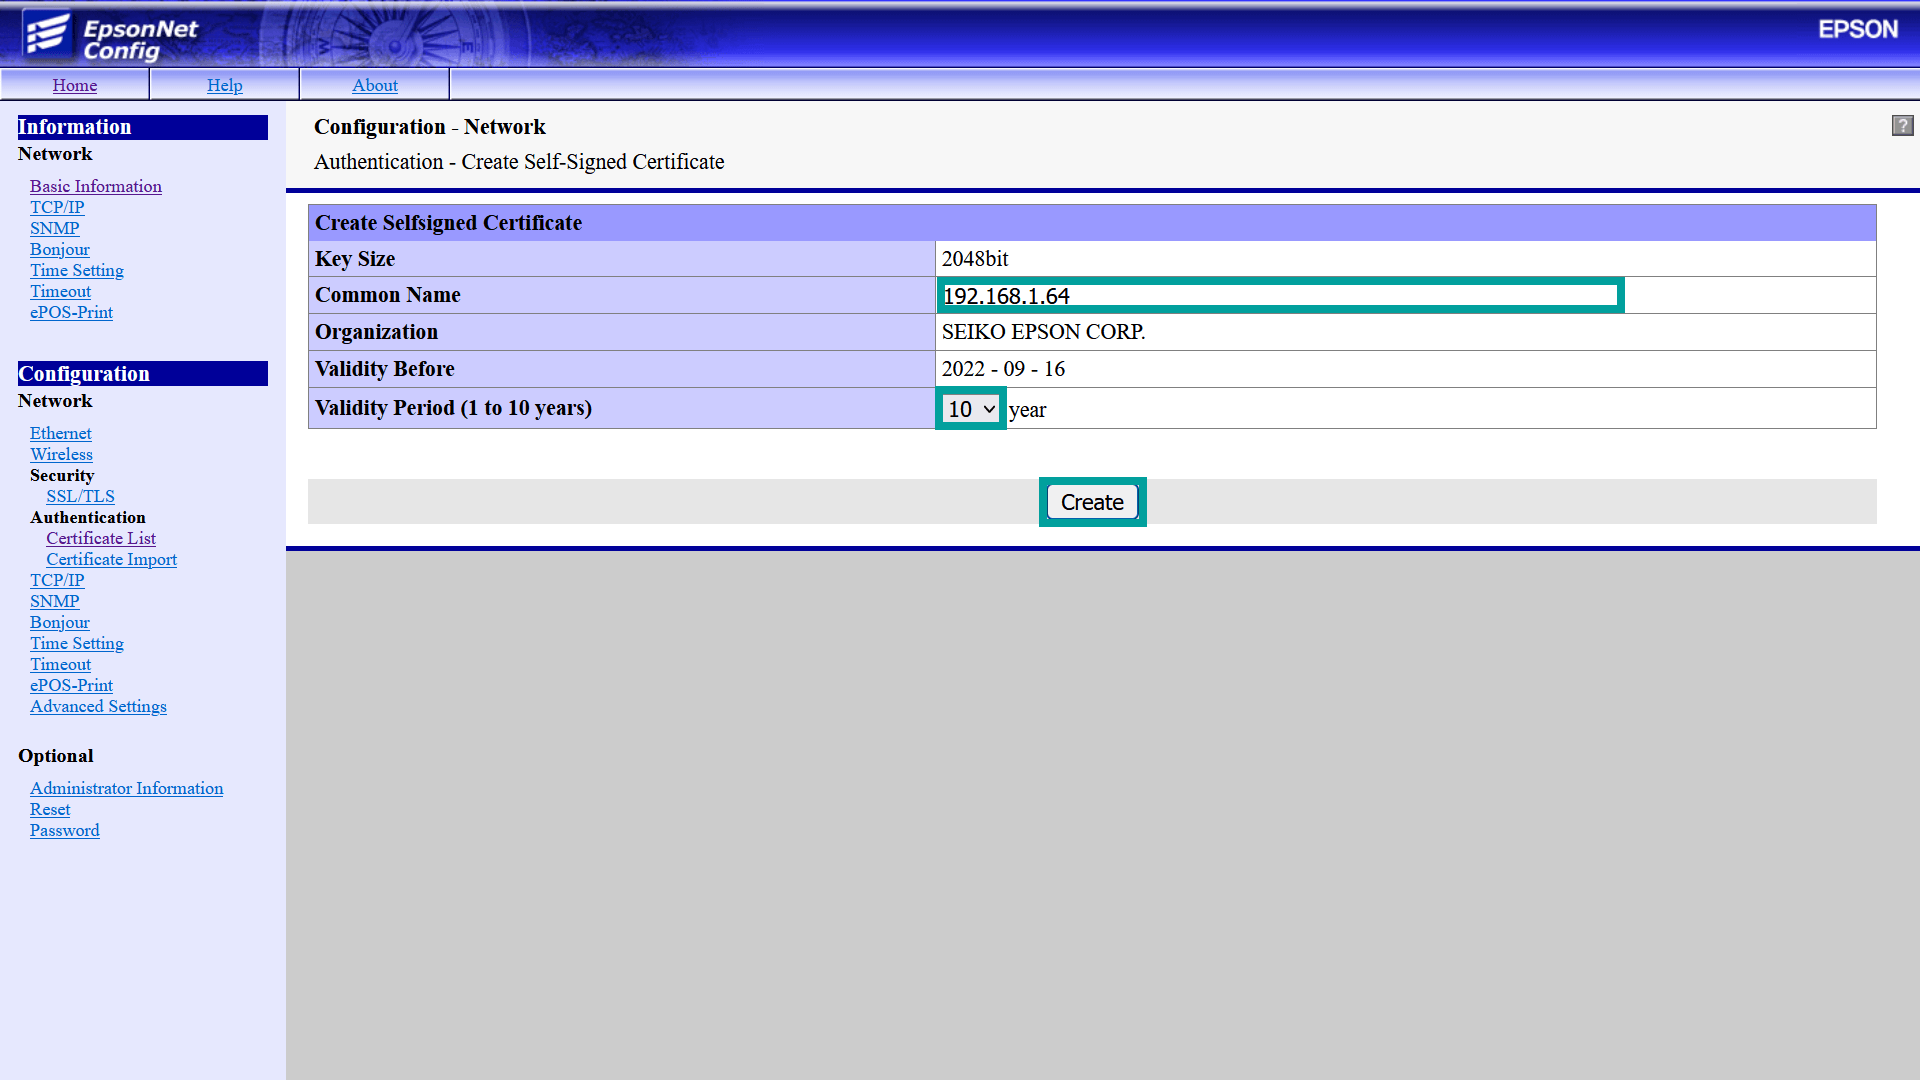 EpsonNet
Config
EPSON
Home
Help
About
Information
Network
Basic Information
TCP/IP
SNMP
Bonjour
Time Setting
Timeout
ePOS-Print
Configuration
Network
Ethernet
Wireless
Security
SSL/TLS
Authentication
Certificate List
Certificate Import
TCP/IP
SNMP
Bonjour
Time Setting
Timeout
ePOS-Print
Advanced Settings
Optional
Administrator Information
Reset
Password
Configuration - Network
?
Authentication - Create Self-Signed Certificate
Create Selfsigned Certificate
Key Size 2048bit
Common Name 192.168.1.64
Organization SEIKO EPSON CORP.
Validity Before 2022 - 09 - 16
Validity Period (1 to 10 years) 10 year
Create